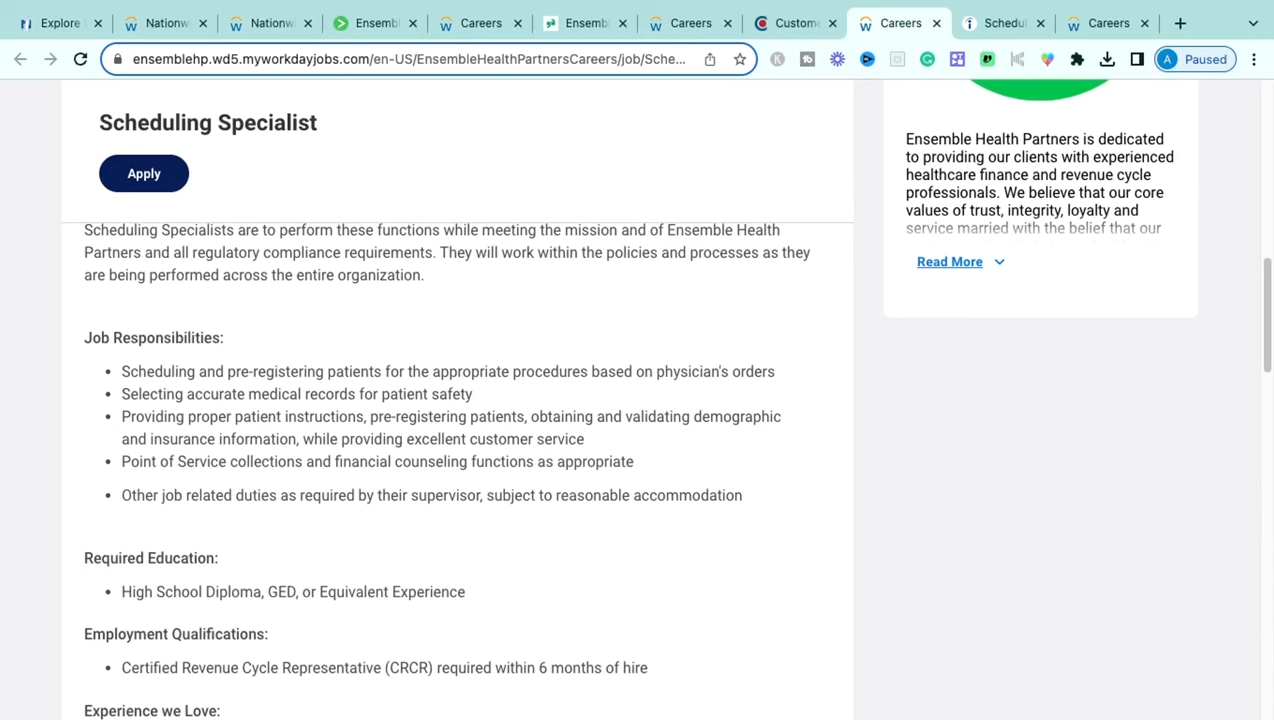 Explore
Nationw
Nationw
Ensembl
Careers
Ensembl
Careers
Custome
Careers
Schedul
Careers
ensemblehp.wd5.myworkdayjobs.com/en-US/EnsembleHealthPartnersCareers/job/Sche...
A Paused
Scheduling Specialist
Apply
Scheduling Specialists are to perform these functions while meeting the mission and of Ensemble Health
Partners and all regulatory compliance requirements. They will work within the policies and processes as they
are being performed across the entire organization.
Job Responsibilities:
• Scheduling and pre-registering patients for the appropriate procedures based on physician's orders
• Selecting accurate medical records for patient safety
• Providing proper patient instructions, pre-registering patients, obtaining and validating demographic
and insurance information, while providing excellent customer service
• Point of Service collections and financial counseling functions as appropriate
• Other job related duties as required by their supervisor, subject to reasonable accommodation
Required Education:
• High School Diploma, GED, or Equivalent Experience
Employment Qualifications:
• Certified Revenue Cycle Representative (CRCR) required within 6 months of hire
Experience we Love:
Ensemble Health Partners is dedicated
to providing our clients with experienced
healthcare finance and revenue cycle
professionals. We believe that our core
values of trust, integrity, loyalty and
service married with the belief that our
Read More